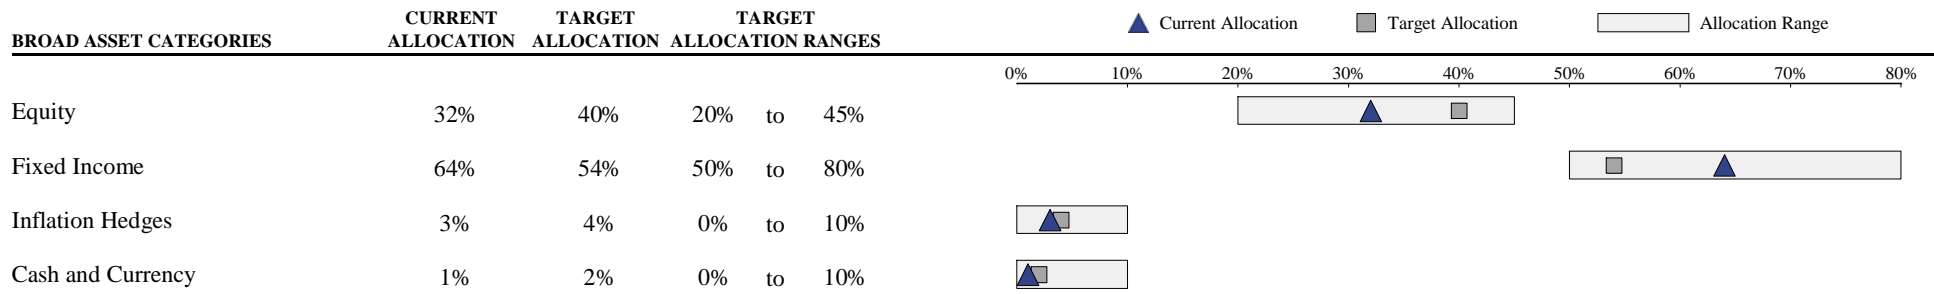 CURRENT TARGET TARGET
BROAD ASSET CATEGORIES ALLOCATION ALLOCATION ALLOCATION RANGES
Current Allocation Target Allocation Allocation Range
0% 10% 20% 30% 40% 50% 60% 70% 80%
Equity 32% 40% 20% to 45%
Fixed Income 64% 54% 50% to 80%
Inflation Hedges 3% 4% 0% to 10%
Cash and Currency 1% 2% 0% to 10%